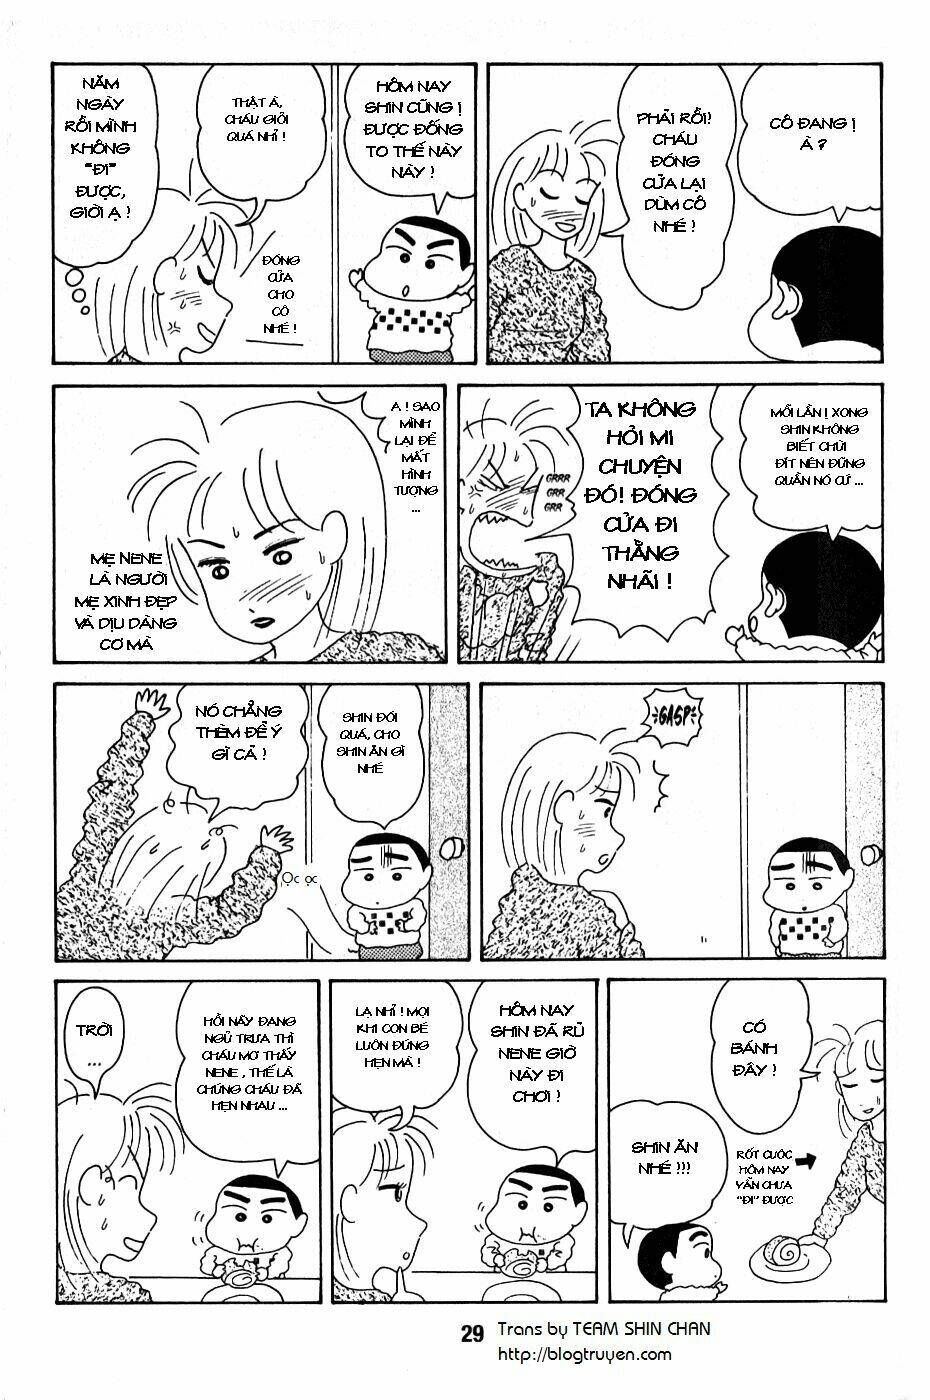 CÔ ĐANG Ị
À ?
PHẢI RỒI!
CHÁU
ĐÓNG
CỬA LẠI
DÙM CÔ
NHÉ !
HÔM NAY
SHIN CŨNG Ị
ĐƯỢC ĐỐNG
TO THẾ NÀY
NÀY !
THẬT À,
CHÁU GIỎI
QUÁ NHỈ !
ĐÓNG
CỬA
CHO
CÔ
NHÉ !
NĂM
NGÀY
RỒI MÌNH
KHÔNG
"ĐI"
ĐƯỢC,
GIỜI Ạ !
MỖI LẦN Ị XONG
SHIN KHÔNG
BIẾT CHÙI
ĐÍT NÊN ĐŨNG
QUẦN NÓ CỨ ...
TA KHÔNG
HỎI MI
CHUYỆN
ĐÓ! ĐÓNG
CỬA ĐI
THẰNG
NHÃI !
GRRR
GR GR
GRR
A ! SAO
MÌNH
LẠI ĐỂ
MẤT
HÌNH
TƯỢNG
...
MẸ NENE
LÀ NGƯỜI
MẸ XINH ĐẸP
VÀ DỊU DÀNG
CƠ MÀ
GASP
SHIN ĐÓI
QUÁ, CHO
SHIN ĂN GÌ
NHÉ
NÓ CHẲNG
THÈM ĐỂ Ý
GÌ CẢ !
Ọc ọc
CÓ
BÁNH
ĐÂY !
SHIN ĂN
NHÉ !!!
RỐT CUỘC
HÔM NAY
VẪN CHƯA
"ĐI" ĐƯỢC
HÔM NAY
SHIN ĐÃ RỦ
NENE GIỜ
NÀY ĐI
CHƠI !
LẠ NHỈ ! MỌI
KHI CON BÉ
LUÔN ĐÚNG
HẸN MÀ !
HỒI NÃY ĐANG
NGỦ TRƯA THÌ
CHÁU MƠ THẤY
NENE , THẾ LÀ
CHÚNG CHÁU ĐÃ
HẸN NHAU ...
TRỜI
...
29 Trans by TEAM SHIN CHAN
http://blogtruyen.com